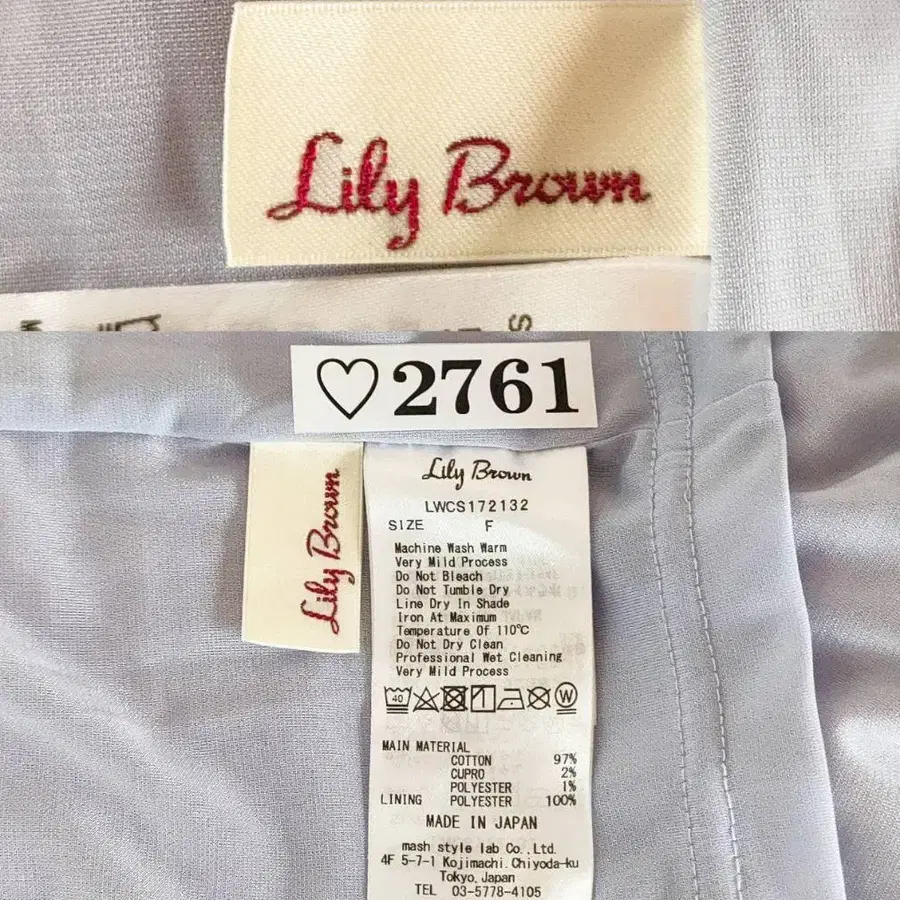 Lily Brown
♡2761
Lily Brown
Lily Brown
LWCS172132
SIZE F
Machine Wash Warm
Very Mild Process
Do Not Bleach
Do Not Tumble Dry
Line Dry In Shade
Iron At Maximum
Temperature Of 110℃
Do Not Dry Clean
Professional Wet Cleaning
Very Mild Process
40
W
MAIN MATERIAL
COTTON 97%
CUPRO 2%
POLYESTER 1%
LINING POLYESTER 100%
MADE IN JAPAN
mash style lab Co.,Ltd.
4F 5-7-1 Kojimachi.Chiyoda-ku
Tokyo.Japan
TEL 03-5778-4105